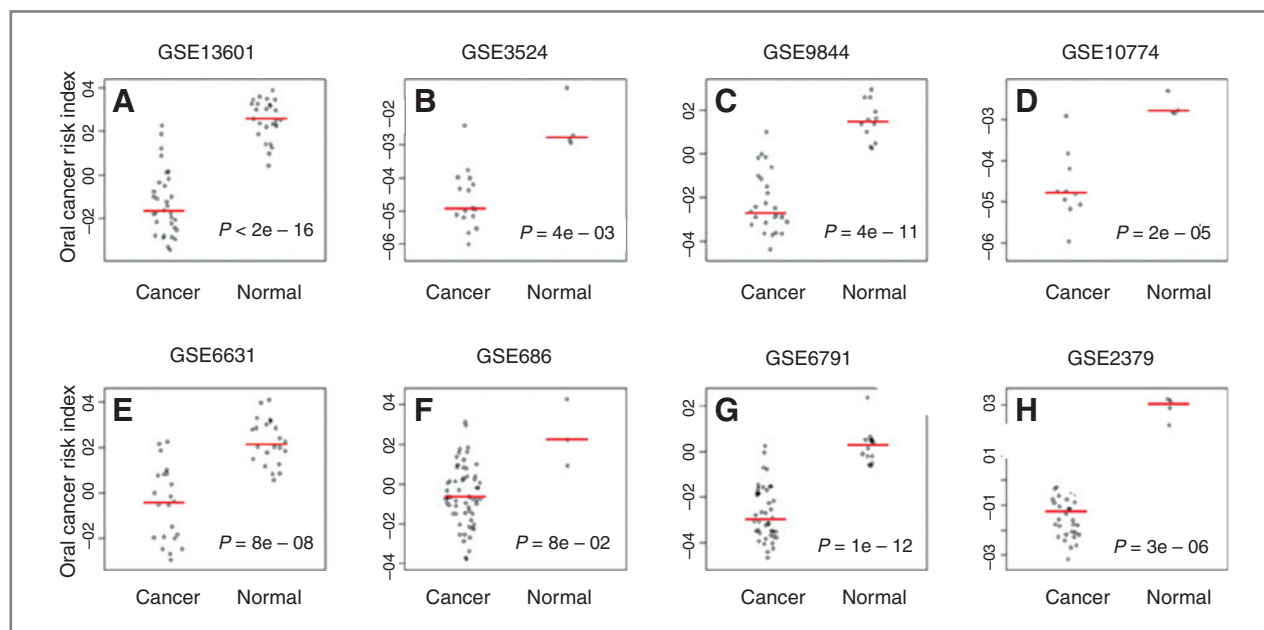 GSE13601
GSE3524
GSE9844
GSE10774
Oral cancer risk index
A
04
02
00
−02
P < 2e − 16
B
−02
−03
−04
−05
−06
P = 4e − 03
C
02
00
−02
−04
P = 4e − 11
D
−03
−04
−05
−06
P = 2e − 05
Cancer Normal
Cancer Normal
Cancer Normal
Cancer Normal
GSE6631
GSE686
GSE6791
GSE2379
Oral cancer risk index
E
04
02
00
−02
P = 8e − 08
F
04
02
00
−02
−04
P = 8e − 02
G
02
00
−02
−04
P = 1e − 12
H
03
01
−01
−03
P = 3e − 06
Cancer Normal
Cancer Normal
Cancer Normal
Cancer Normal